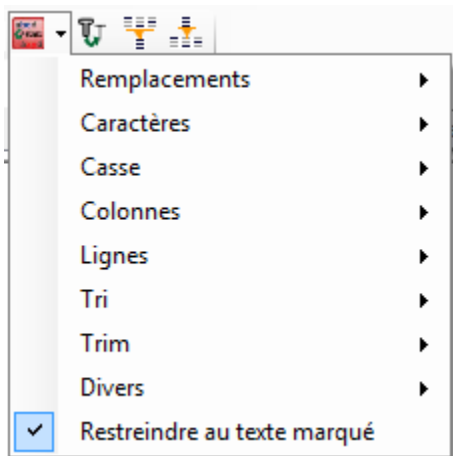 Remplacements
Caractères
Casse
Colonnes
Lignes
Tri
Trim
Divers
Restreindre au texte marqué